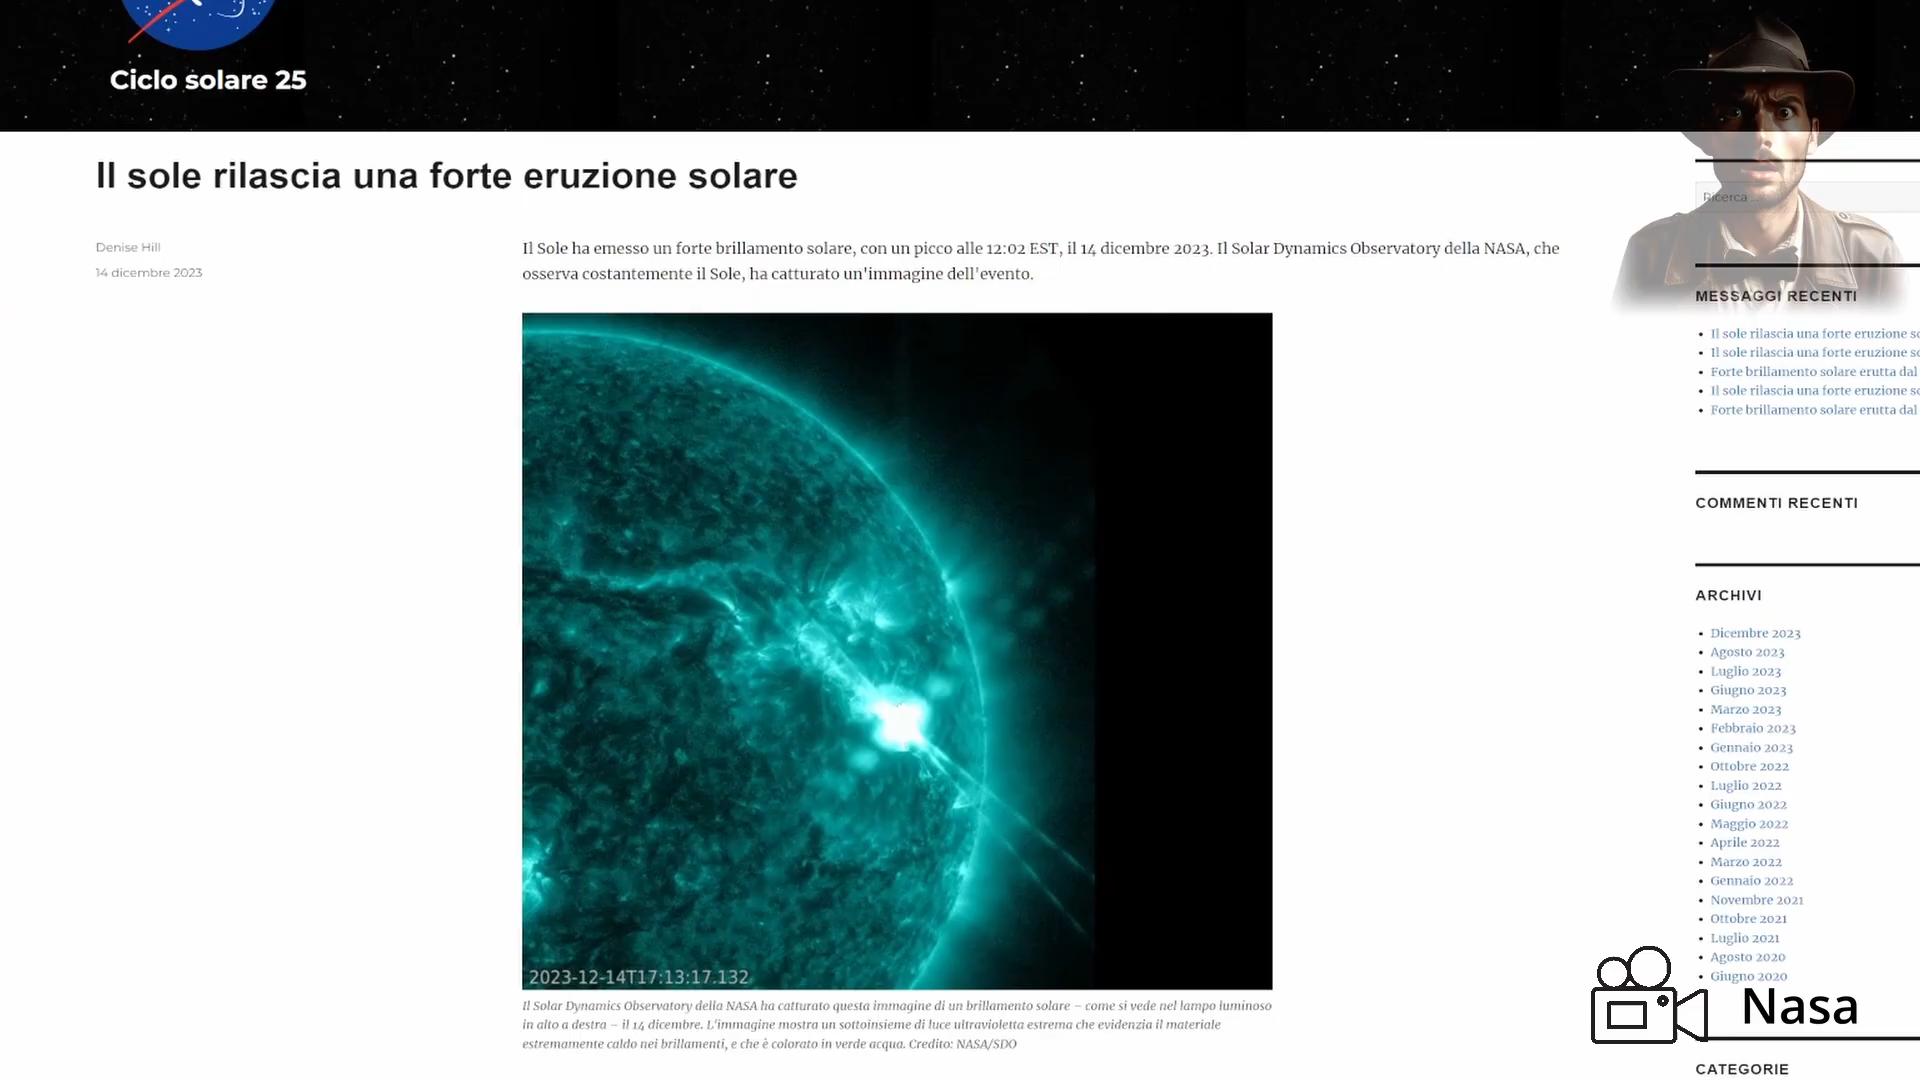 Ciclo solare 25
Il sole rilascia una forte eruzione solare
Denise Hill
14 dicembre 2023
Il Sole ha emesso un forte brillamento solare, con un picco alle 12:02 EST, il 14 dicembre 2023. Il Solar Dynamics Observatory della NASA, che
osserva costantemente il Sole, ha catturato un'immagine dell'evento.
2023-12-14T17:13:17.132
Il Solar Dynamics Observatory della NASA ha catturato questa immagine di un brillamento solare – come si vede nel lampo luminoso
in alto a destra – il 14 dicembre. L'immagine mostra un sottoinsieme di luce ultravioletta estrema che evidenzia il materiale
estremamente caldo nei brillamenti, e che è colorato in verde acqua. Credito: NASA/SDO
Ricerca ...
MESSAGGI RECENTI
Il sole rilascia una forte eruzione so
Il sole rilascia una forte eruzione so
Forte brillamento solare erutta dal
Il sole rilascia una forte eruzione so
Forte brillamento solare erutta dal
COMMENTI RECENTI
ARCHIVI
Dicembre 2023
Agosto 2023
Luglio 2023
Giugno 2023
Marzo 2023
Febbraio 2023
Gennaio 2023
Ottobre 2022
Luglio 2022
Giugno 2022
Maggio 2022
Aprile 2022
Marzo 2022
Gennaio 2022
Novembre 2021
Ottobre 2021
Luglio 2021
Agosto 2020
Giugno 2020
Nasa
CATEGORIE